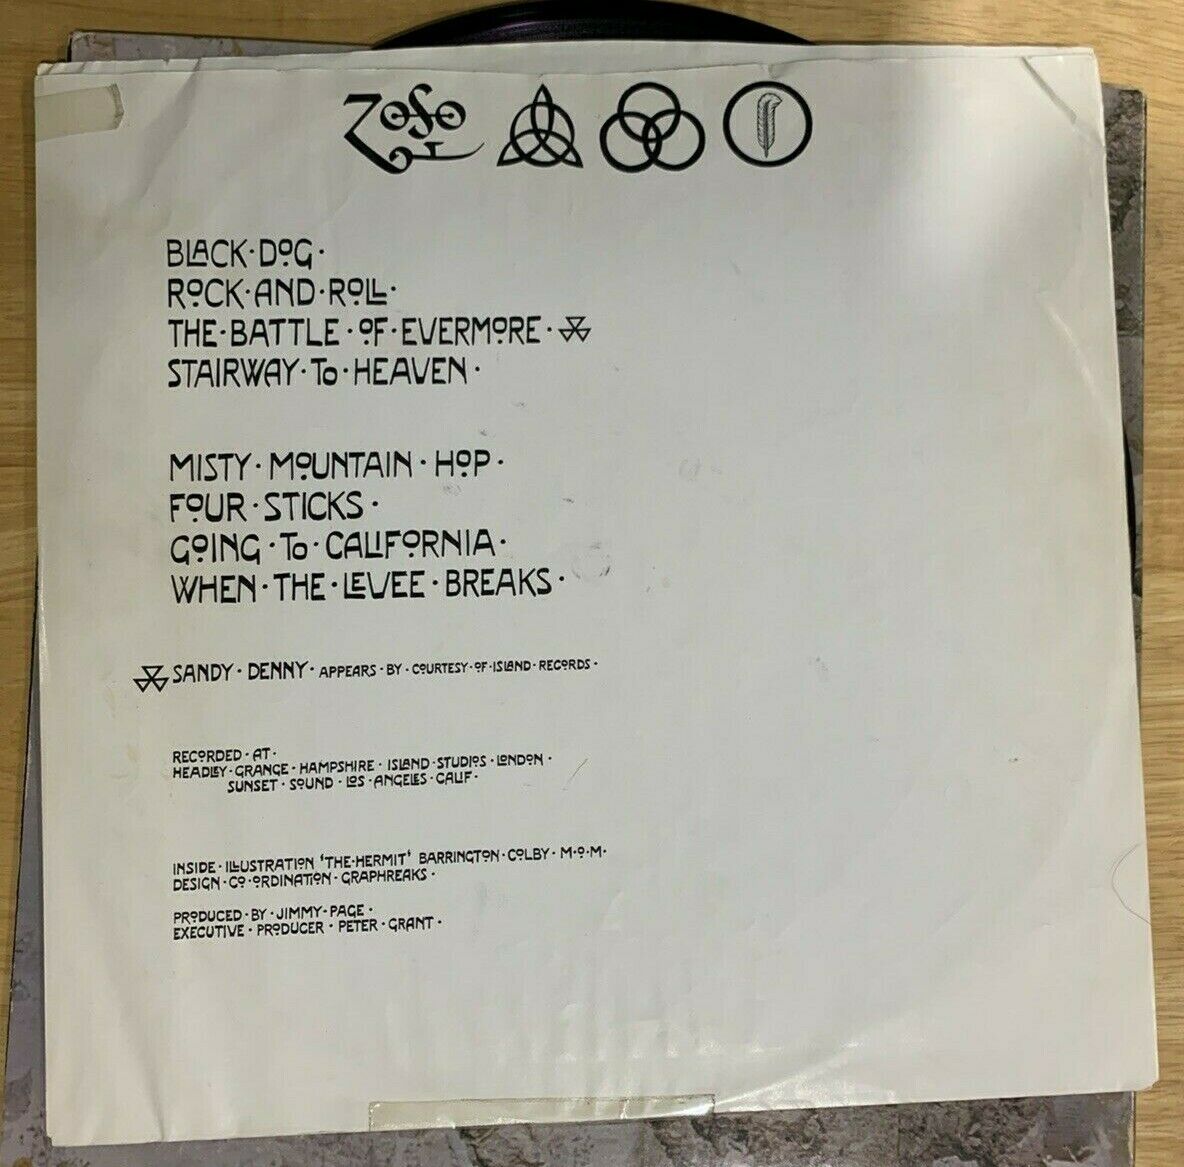 ZOSO
BLACK·DOG·
ROCK·AND·ROLL·
THE·BATTLE·OF·EVERMORE·
STAIRWAY·TO·HEAVEN·
MISTY·MOUNTAIN·HOP·
FOUR·STICKS·
GOING·TO·CALIFORNIA·
WHEN·THE·LEVEE·BREAKS·
SANDY·DENNY·APPEARS·BY·COURTESY·OF·ISLAND·RECORDS·
RECORDED·AT·
HEADLEY·GRANGE·HAMPSHIRE·ISLAND·STUDIOS·LONDON·
SUNSET·SOUND·LOS·ANGELES·CALIF·
INSIDE·ILLUSTRATION 'THE·HERMIT' BARRINGTON·COLBY·M·O·M·
DESIGN·CO·ORDINATION·GRAPHREAKS·
PRODUCED·BY·JIMMY·PAGE·
EXECUTIVE·PRODUCER·PETER·GRANT·